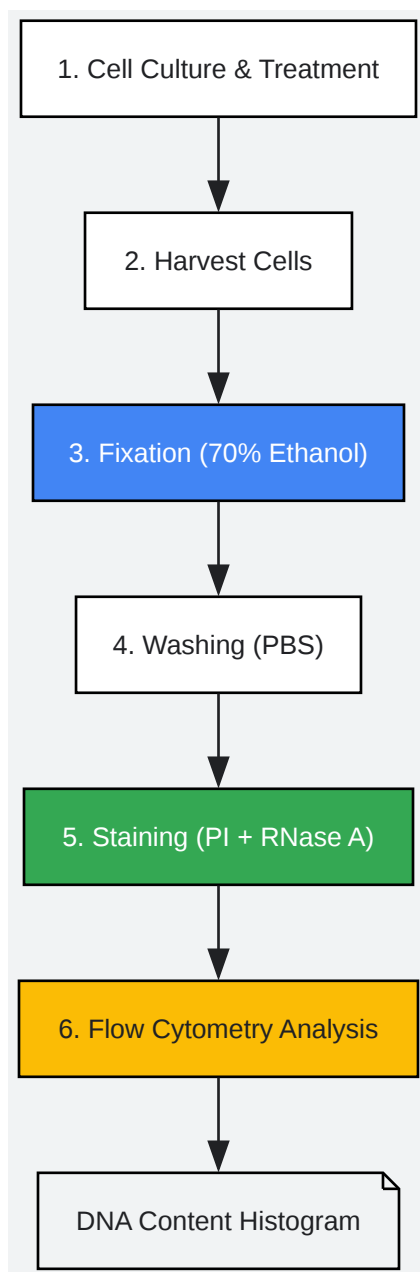 1. Cell Culture & Treatment
2. Harvest Cells
3. Fixation (70% Ethanol)
4. Washing (PBS)
5. Staining (PI + RNase A)
6. Flow Cytometry Analysis
DNA Content Histogram